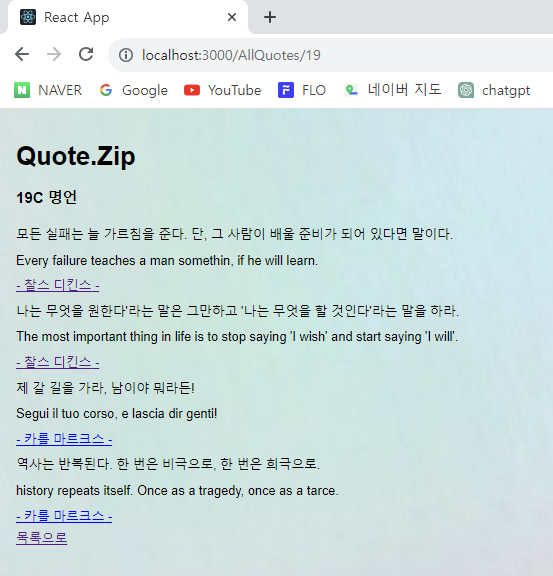 React App
localhost:3000/AllQuotes/19
NAVER Google YouTube FLO 네이버 지도 chatgpt
Quote.Zip
19C 명언
모든 실패는 늘 가르침을 준다. 단, 그 사람이 배울 준비가 되어 있다면 말이다.
Every failure teaches a man somethin, if he will learn.
- 찰스 디킨스 -
나는 무엇을 원한다'라는 말은 그만하고 '나는 무엇을 할 것인다'라는 말을 하라.
The most important thing in life is to stop saying 'I wish' and start saying 'I will'.
- 찰스 디킨스 -
제 갈 길을 가라, 남이야 뭐라든!
Segui il tuo corso, e lascia dir genti!
- 카를 마르크스 -
역사는 반복된다. 한 번은 비극으로, 한 번은 희극으로.
history repeats itself. Once as a tragedy, once as a tarce.
- 카를 마르크스 -
목록으로